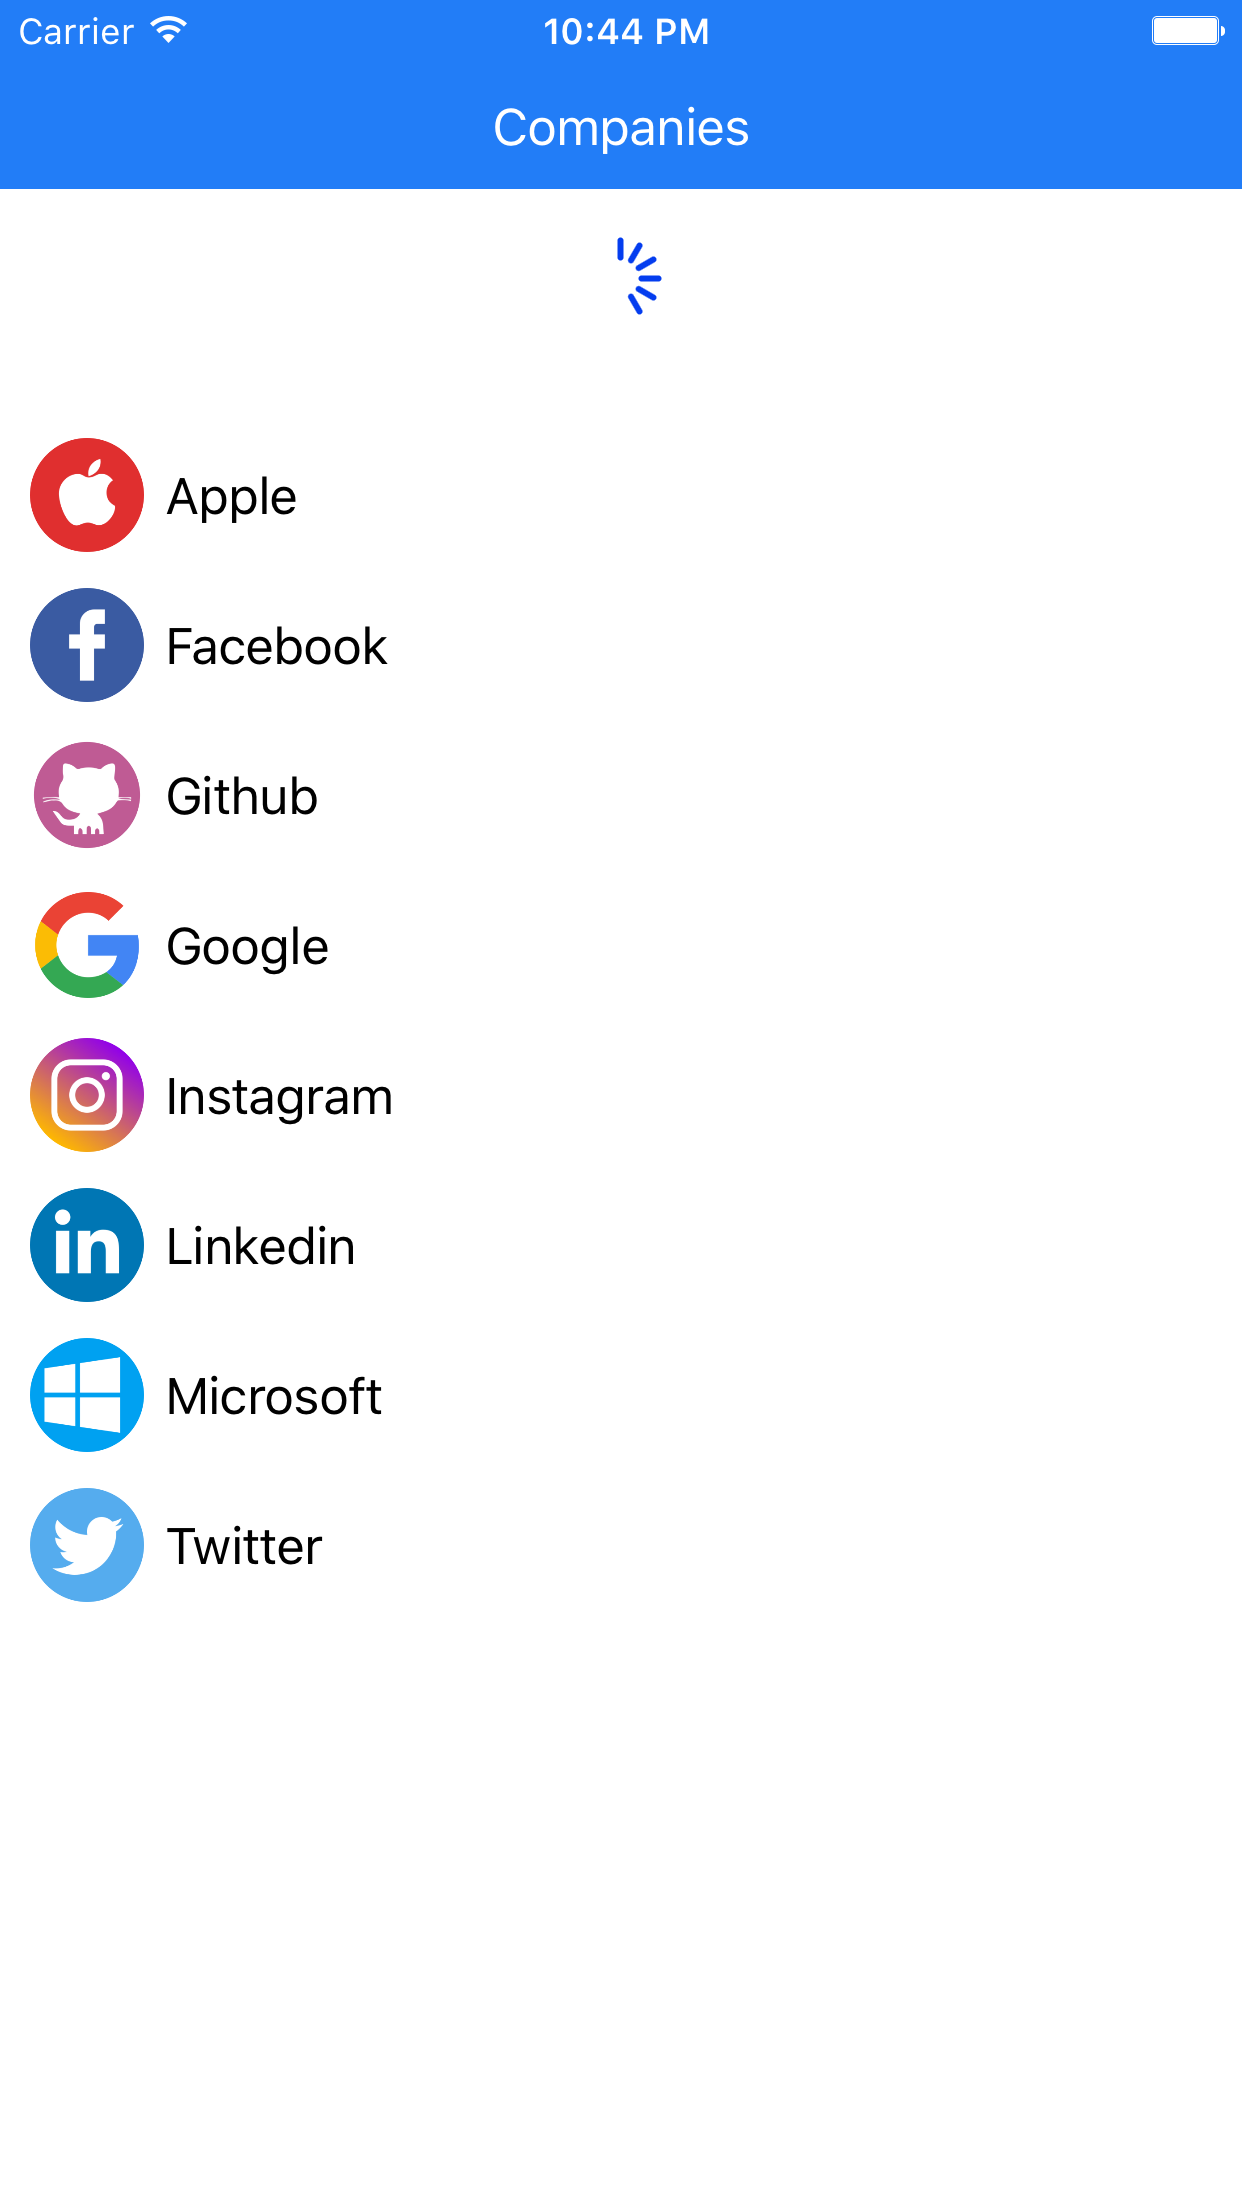 Carrier 10:44 PM
Companies
Apple
Facebook
Github
Google
Instagram
Linkedin
Microsoft
Twitter